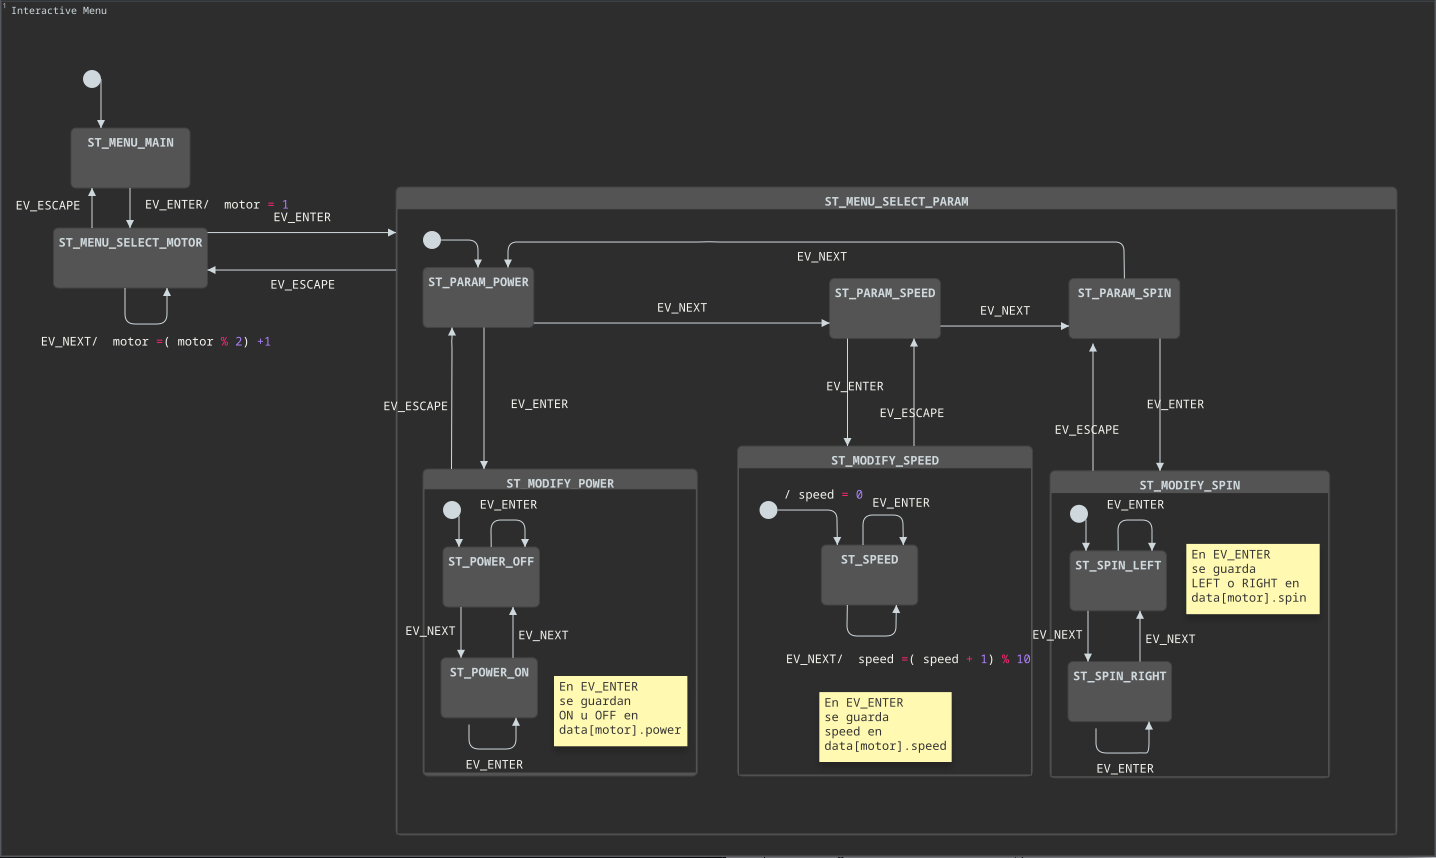 1
Interactive Menu
ST_MENU_MAIN
EV_ESCAPE
EV_ENTER/  motor = 1
EV_ENTER
ST_MENU_SELECT_MOTOR
EV_ESCAPE
EV_NEXT/  motor =( motor % 2) +1
ST_MENU_SELECT_PARAM
EV_NEXT
ST_PARAM_POWER
ST_PARAM_SPEED
ST_PARAM_SPIN
EV_NEXT
EV_NEXT
EV_ESCAPE
EV_ENTER
EV_ENTER
EV_ESCAPE
EV_ENTER
EV_ESCAPE
ST_MODIFY_POWER
EV_ENTER
ST_POWER_OFF
EV_NEXT
EV_NEXT
ST_POWER_ON
En EV_ENTER
se guardan
ON u OFF en
data[motor].power
EV_ENTER
ST_MODIFY_SPEED
/ speed = 0
EV_ENTER
ST_SPEED
EV_NEXT/  speed =( speed + 1) % 10
En EV_ENTER
se guarda
speed en
data[motor].speed
ST_MODIFY_SPIN
EV_ENTER
ST_SPIN_LEFT
En EV_ENTER
se guarda
LEFT o RIGHT en
data[motor].spin
EV_NEXT
EV_NEXT
ST_SPIN_RIGHT
EV_ENTER